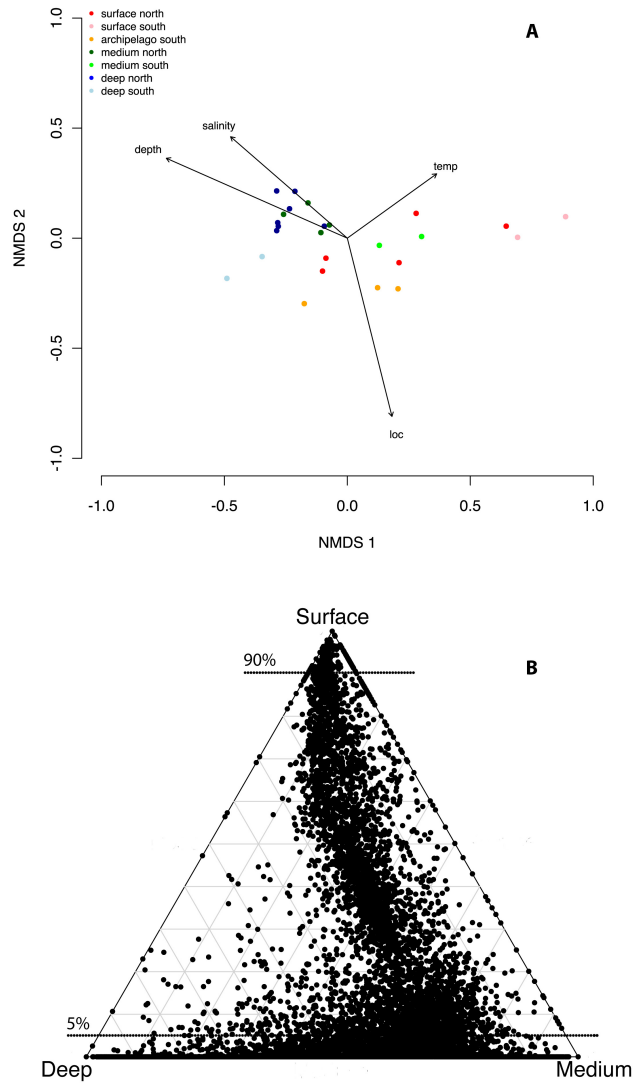 A
surface north
surface south
archipelago south
medium north
medium south
deep north
deep south
1.0
0.5
0.0
-0.5
-1.0
NMDS 2
salinity
depth
temp
loc
-1.0 -0.5 0.0 0.5 1.0
NMDS 1
Surface
90%
B
5%
Deep Medium